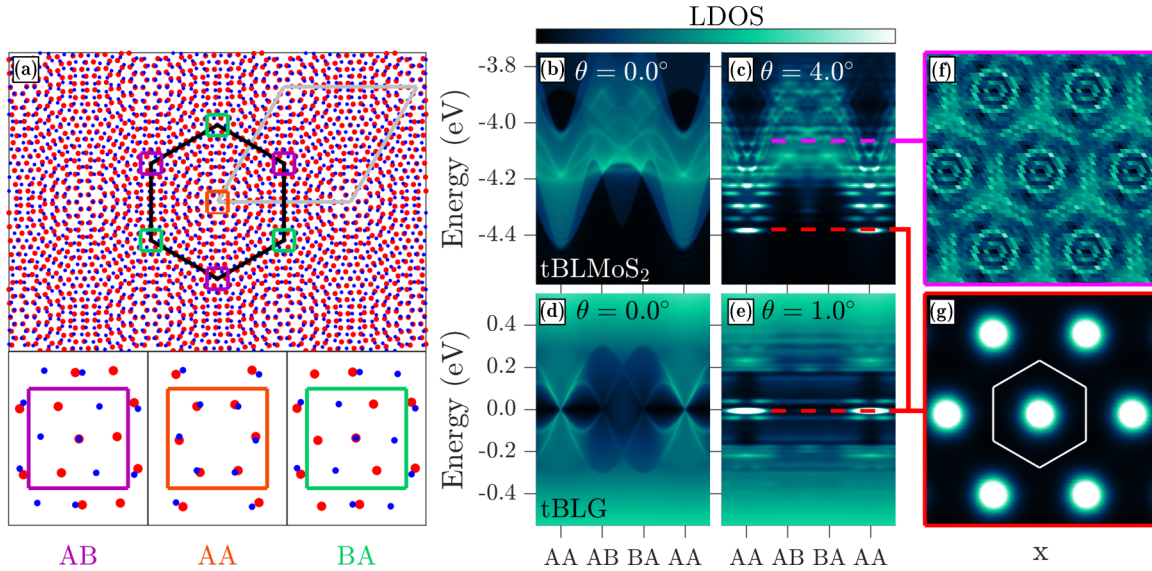 LDOS
(a)
AB
AA
BA
Energy (eV)
-3.8
-4.0
-4.2
-4.4
(b)
θ = 0.0°
tBLMoS₂
(c)
θ = 4.0°
(f)
Energy (eV)
0.4
0.2
0.0
-0.2
-0.4
(d)
θ = 0.0°
tBLG
(e)
θ = 1.0°
(g)
AA AB BA AA
AA AB BA AA
x